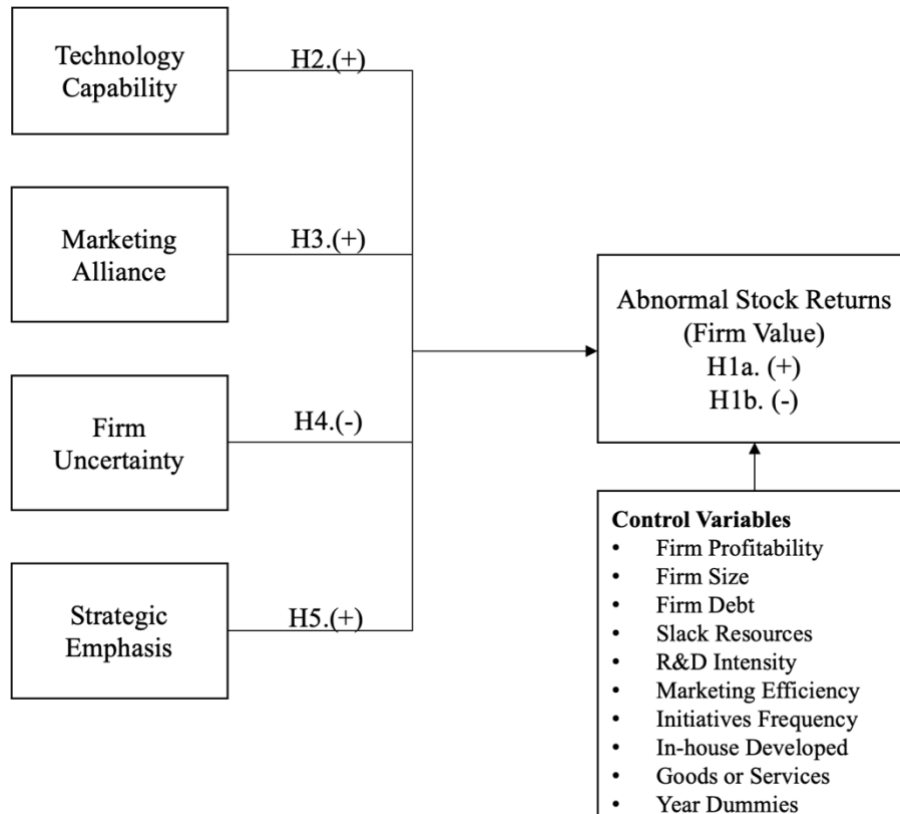 Technology
Capability
H2.(+)
Marketing
Alliance
H3.(+)
Firm
Uncertainty
H4.(-)
Strategic
Emphasis
H5.(+)
Abnormal Stock Returns
(Firm Value)
H1a. (+)
H1b. (-)
Control Variables
• Firm Profitability
• Firm Size
• Firm Debt
• Slack Resources
• R&D Intensity
• Marketing Efficiency
• Initiatives Frequency
• In-house Developed
• Goods or Services
• Year Dummies